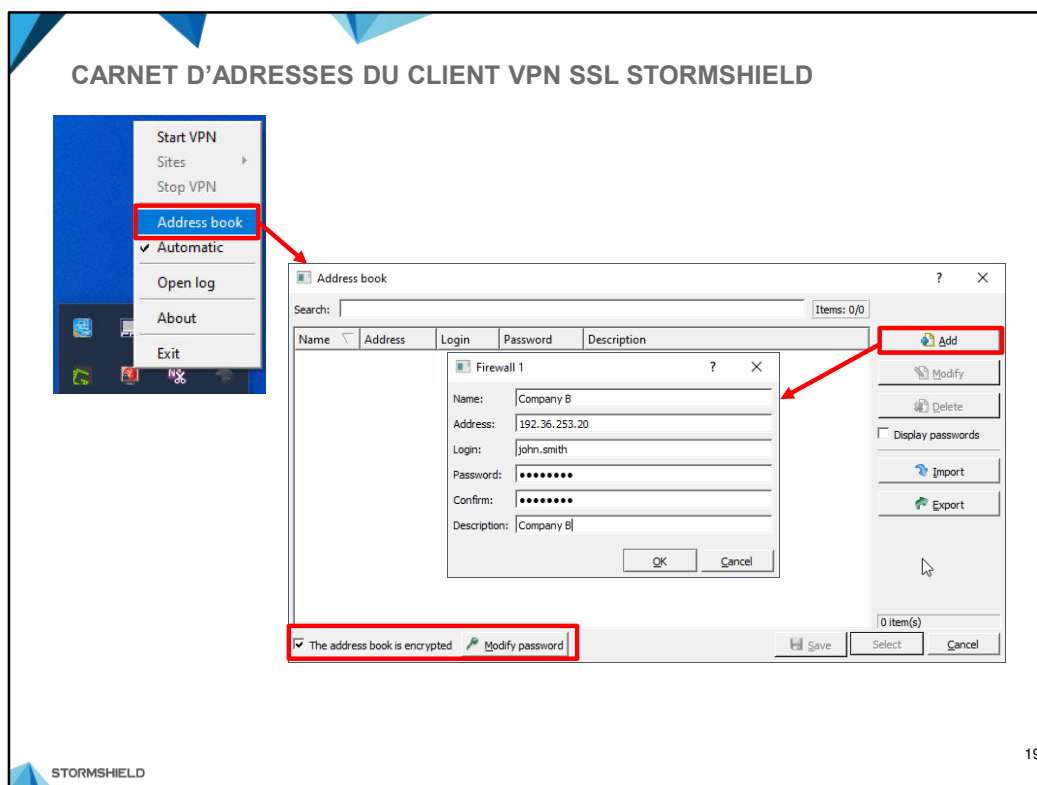 CARNET D'ADRESSES DU CLIENT VPN SSL STORMSHIELD
Start VPN
Sites
Stop VPN
Address book
Automatic
Open log
About
Exit
Address book ? ×
Search: Items: 0/0
Name Address Login Password Description
Add
Modify
Delete
Display passwords
Import
Export
Firewall 1 ? ×
Name: Company B
Address: 192.36.253.20
Login: john.smith
Password: ●●●●●●●●
Confirm: ●●●●●●●●
Description: Company B
OK Cancel
0 item(s)
The address book is encrypted Modify password Save Select Cancel
19
STORMSHIELD